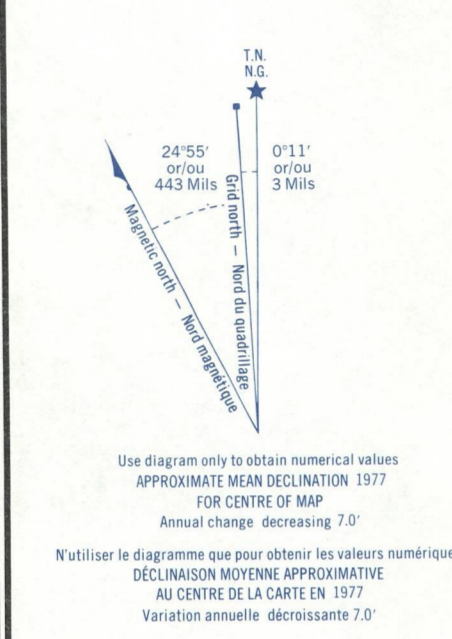 T.N.
N.G.
24°55′
or/ou
443 Mils
0°11′
or/ou
3 Mils
Magnetic north — Nord magnétique
Grid north — Nord du quadrillage
Use diagram only to obtain numerical values
APPROXIMATE MEAN DECLINATION 1977
FOR CENTRE OF MAP
Annual change decreasing 7.0′
N'utiliser le diagramme que pour obtenir les valeurs numérique
DÉCLINAISON MOYENNE APPROXIMATIVE
AU CENTRE DE LA CARTE EN 1977
Variation annuelle décroissante 7.0′